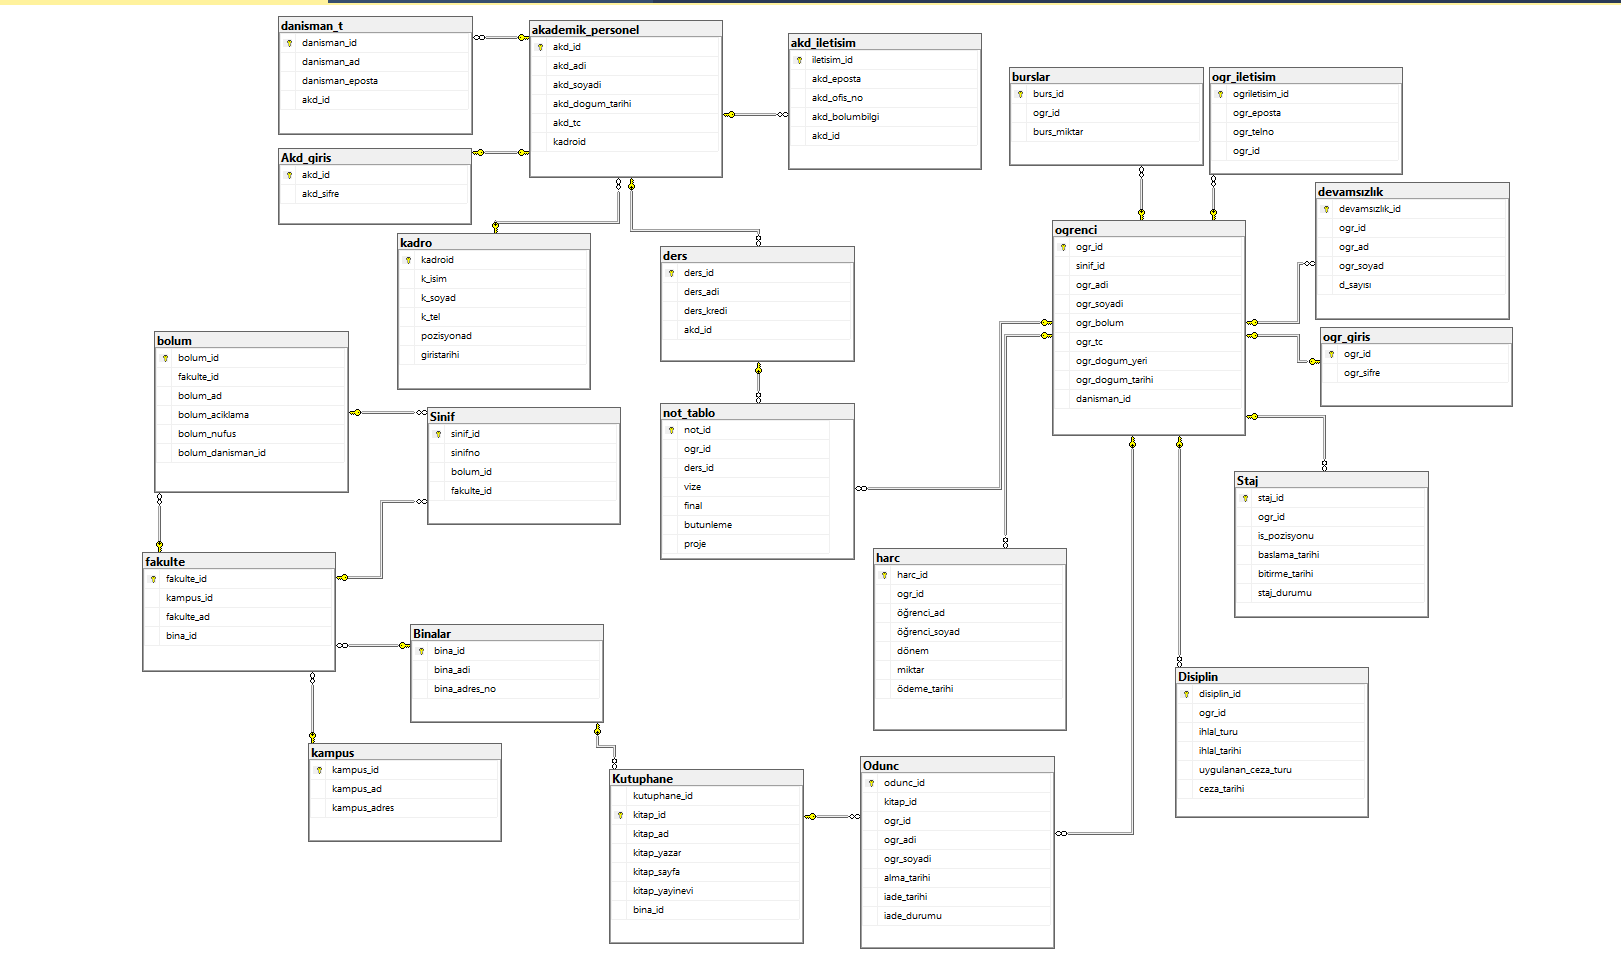 danisman_t
danisman_id
danisman_ad
danisman_eposta
akd_id
akademik_personel
akd_id
akd_adi
akd_soyadi
akd_dogum_tarihi
akd_tc
kadroid
akd_iletisim
iletisim_id
akd_eposta
akd_ofis_no
akd_bolumbilgi
akd_id
burslar
burs_id
ogr_id
burs_miktar
ogr_iletisim
ogriletisim_id
ogr_eposta
ogr_telno
ogr_id
Akd_giris
akd_id
akd_sifre
devamsızlık
devamsızlık_id
ogr_id
ogr_ad
ogr_soyad
d_sayısı
kadro
kadroid
k_isim
k_soyad
k_tel
pozisyonad
giristarihi
ders
ders_id
ders_adi
ders_kredi
akd_id
ogrenci
ogr_id
sinif_id
ogr_adi
ogr_soyadi
ogr_bolum
ogr_tc
ogr_dogum_yeri
ogr_dogum_tarihi
danisman_id
ogr_giris
ogr_id
ogr_sifre
bolum
bolum_id
fakulte_id
bolum_ad
bolum_aciklama
bolum_nufus
bolum_danisman_id
Sinif
sinif_id
sinifno
bolum_id
fakulte_id
not_tablo
not_id
ogr_id
ders_id
vize
final
butunleme
proje
Staj
staj_id
ogr_id
is_pozisyonu
baslama_tarihi
bitirme_tarihi
staj_durumu
fakulte
fakulte_id
kampus_id
fakulte_ad
bina_id
harc
harc_id
ogr_id
öğrenci_ad
öğrenci_soyad
dönem
miktar
ödeme_tarihi
Binalar
bina_id
bina_adi
bina_adres_no
Disiplin
disiplin_id
ogr_id
ihlal_turu
ihlal_tarihi
uygulanan_ceza_turu
ceza_tarihi
kampus
kampus_id
kampus_ad
kampus_adres
Kutuphane
kutuphane_id
kitap_id
kitap_ad
kitap_yazar
kitap_sayfa
kitap_yayinevi
bina_id
Odunc
odunc_id
kitap_id
ogr_id
ogr_adi
ogr_soyadi
alma_tarihi
iade_tarihi
iade_durumu